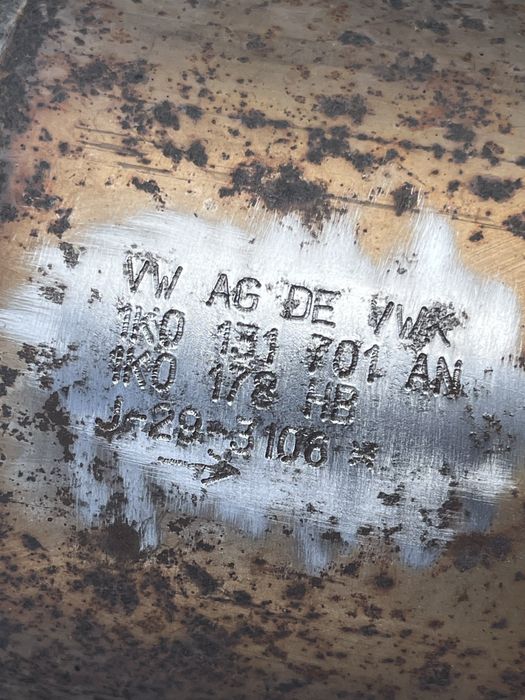 VW AG DE VWK
1K0 131 701 AN
1K0 178 HB
J-29-3106 *